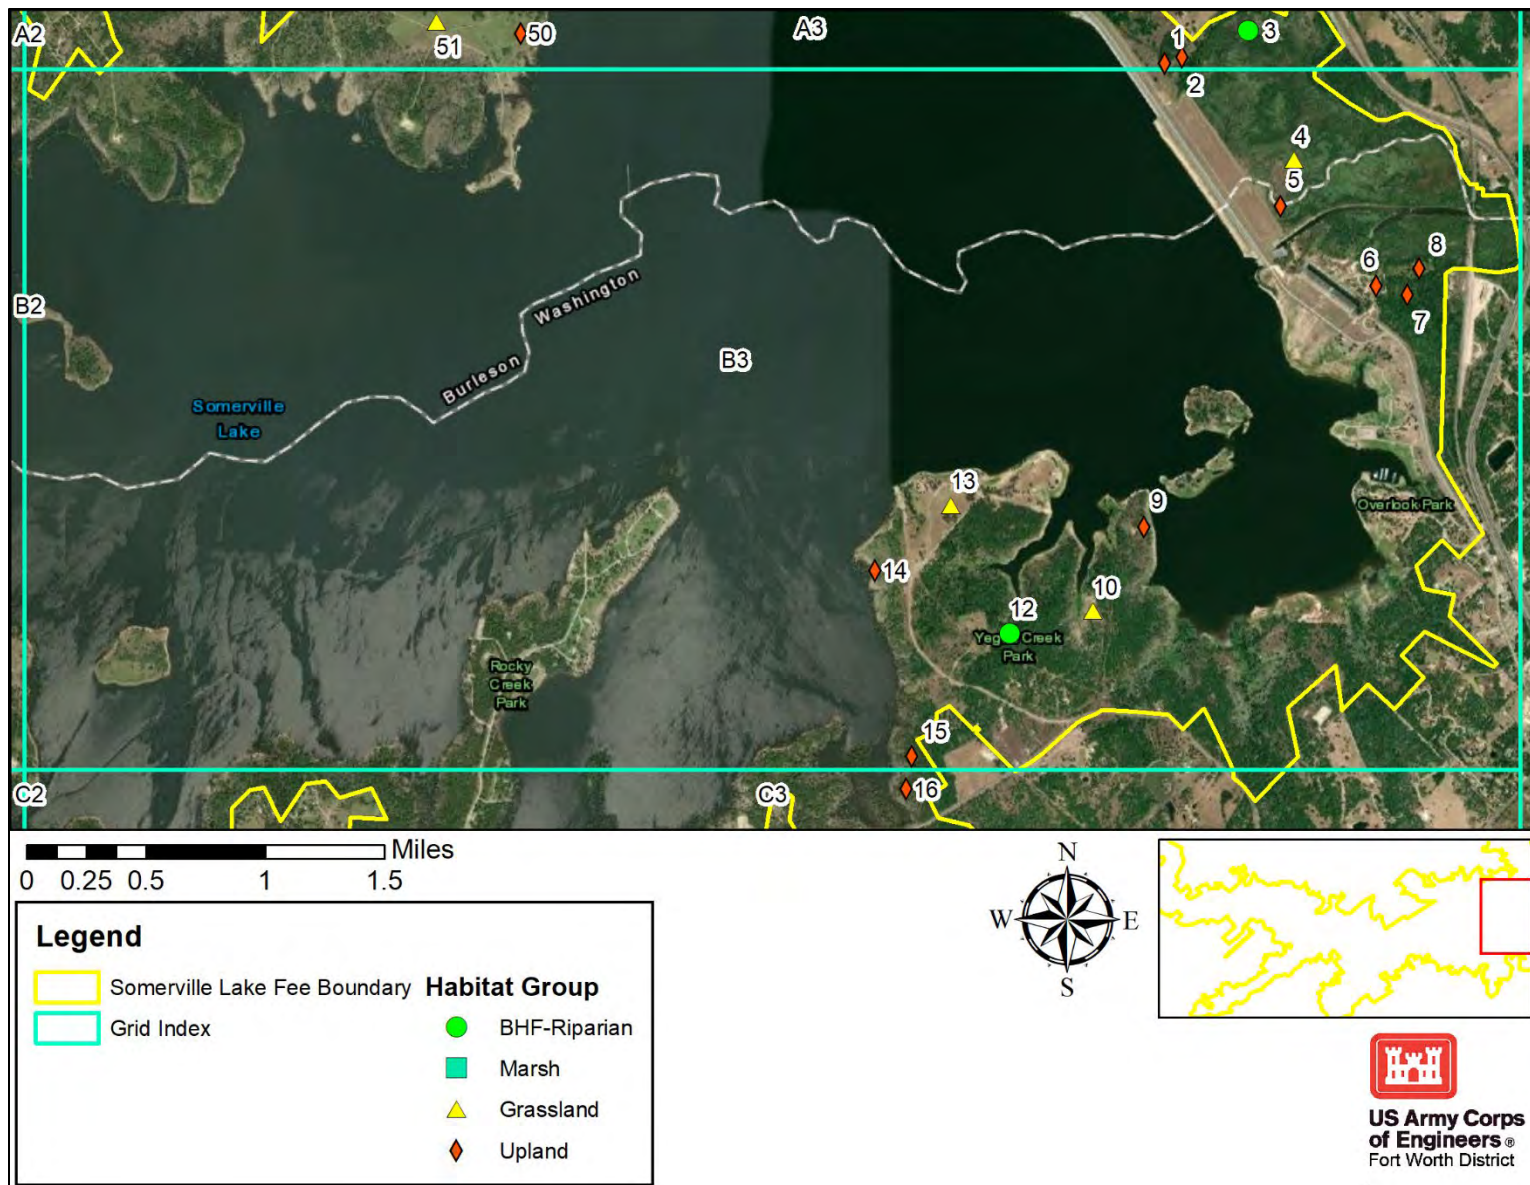 A2
51
50
A3
1
3
2
4
5
6
8
7
B2
Burleson
Washington
B3
Somerville
Lake
13
9
Overlook Park
14
10
12
Yegua Creek
Park
Rocky
Creek
Park
15
16
C2
C3
Miles
0 0.25 0.5 1 1.5
N
W E
S
Legend
Somerville Lake Fee Boundary
Grid Index
Habitat Group
BHF-Riparian
Marsh
Grassland
Upland
US Army Corps
of Engineers ®
Fort Worth District